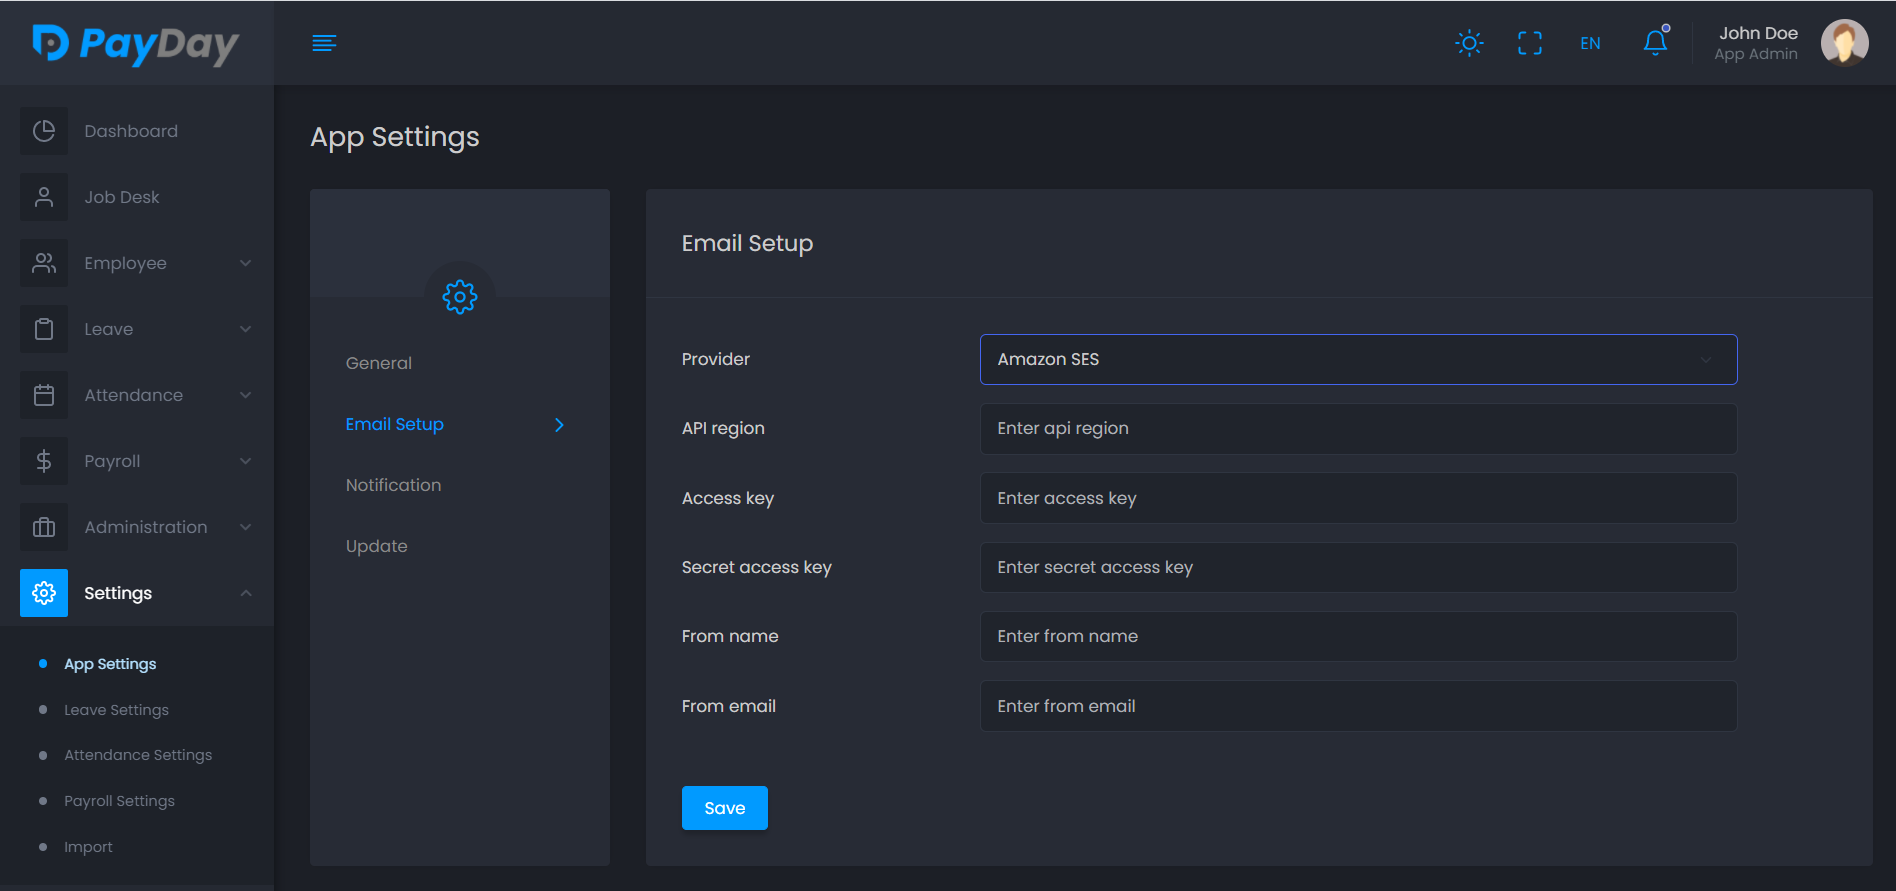 PayDay
EN
John Doe
App Admin
Dashboard
Job Desk
Employee
Leave
Attendance
Payroll
Administration
Settings
App Settings
Leave Settings
Attendance Settings
Payroll Settings
Import
App Settings
General
Email Setup
Notification
Update
Email Setup
Provider
Amazon SES
API region
Enter api region
Access key
Enter access key
Secret access key
Enter secret access key
From name
Enter from name
From email
Enter from email
Save